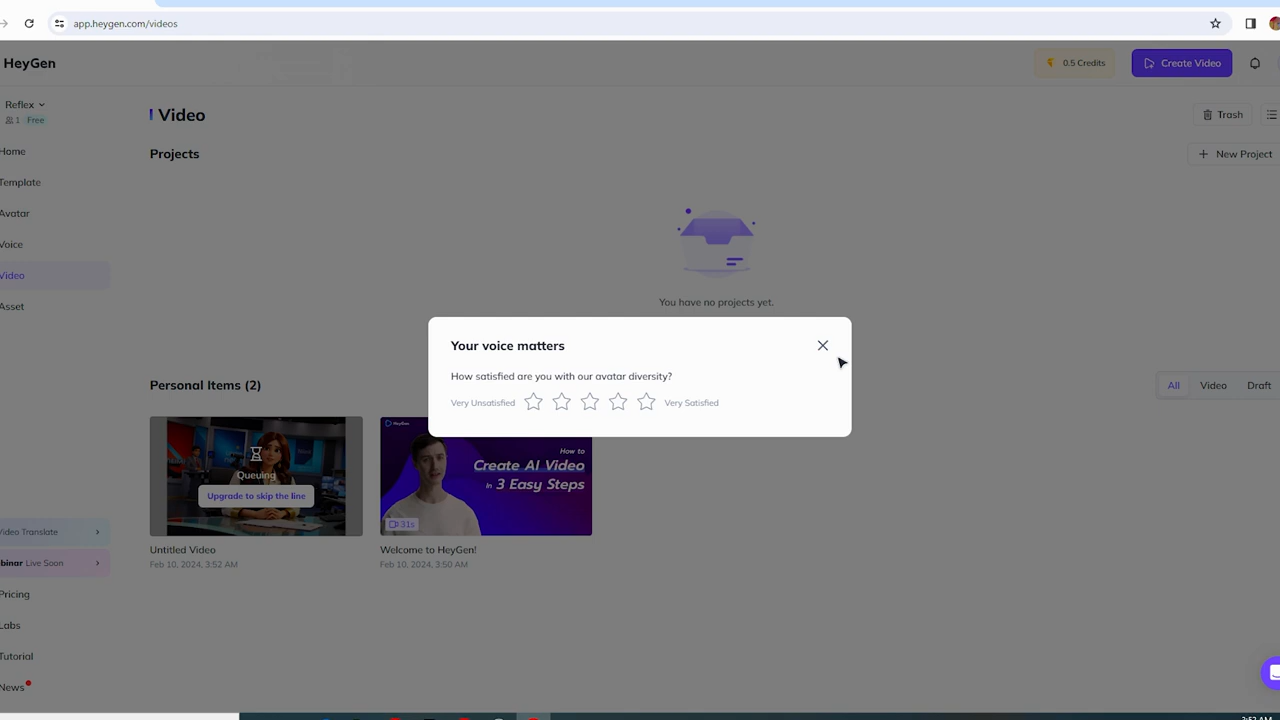 app.heygen.com/videos
HeyGen
0.5 Credits
Create Video
Reflex
1 Free
Video
Trash
Home
Projects
New Project
Template
Avatar
Voice
Video
Asset
You have no projects yet.
Your voice matters
How satisfied are you with our avatar diversity?
Very Unsatisfied
Very Satisfied
Personal Items (2)
All
Video
Draft
Queuing
Upgrade to skip the line
HeyGen
How to
Create AI Video
in 3 Easy Steps
31s
Untitled Video
Feb 10, 2024, 3:52 AM
Welcome to HeyGen!
Feb 10, 2024, 3:50 AM
Video Translate
binar Live Soon
Pricing
Labs
Tutorial
News